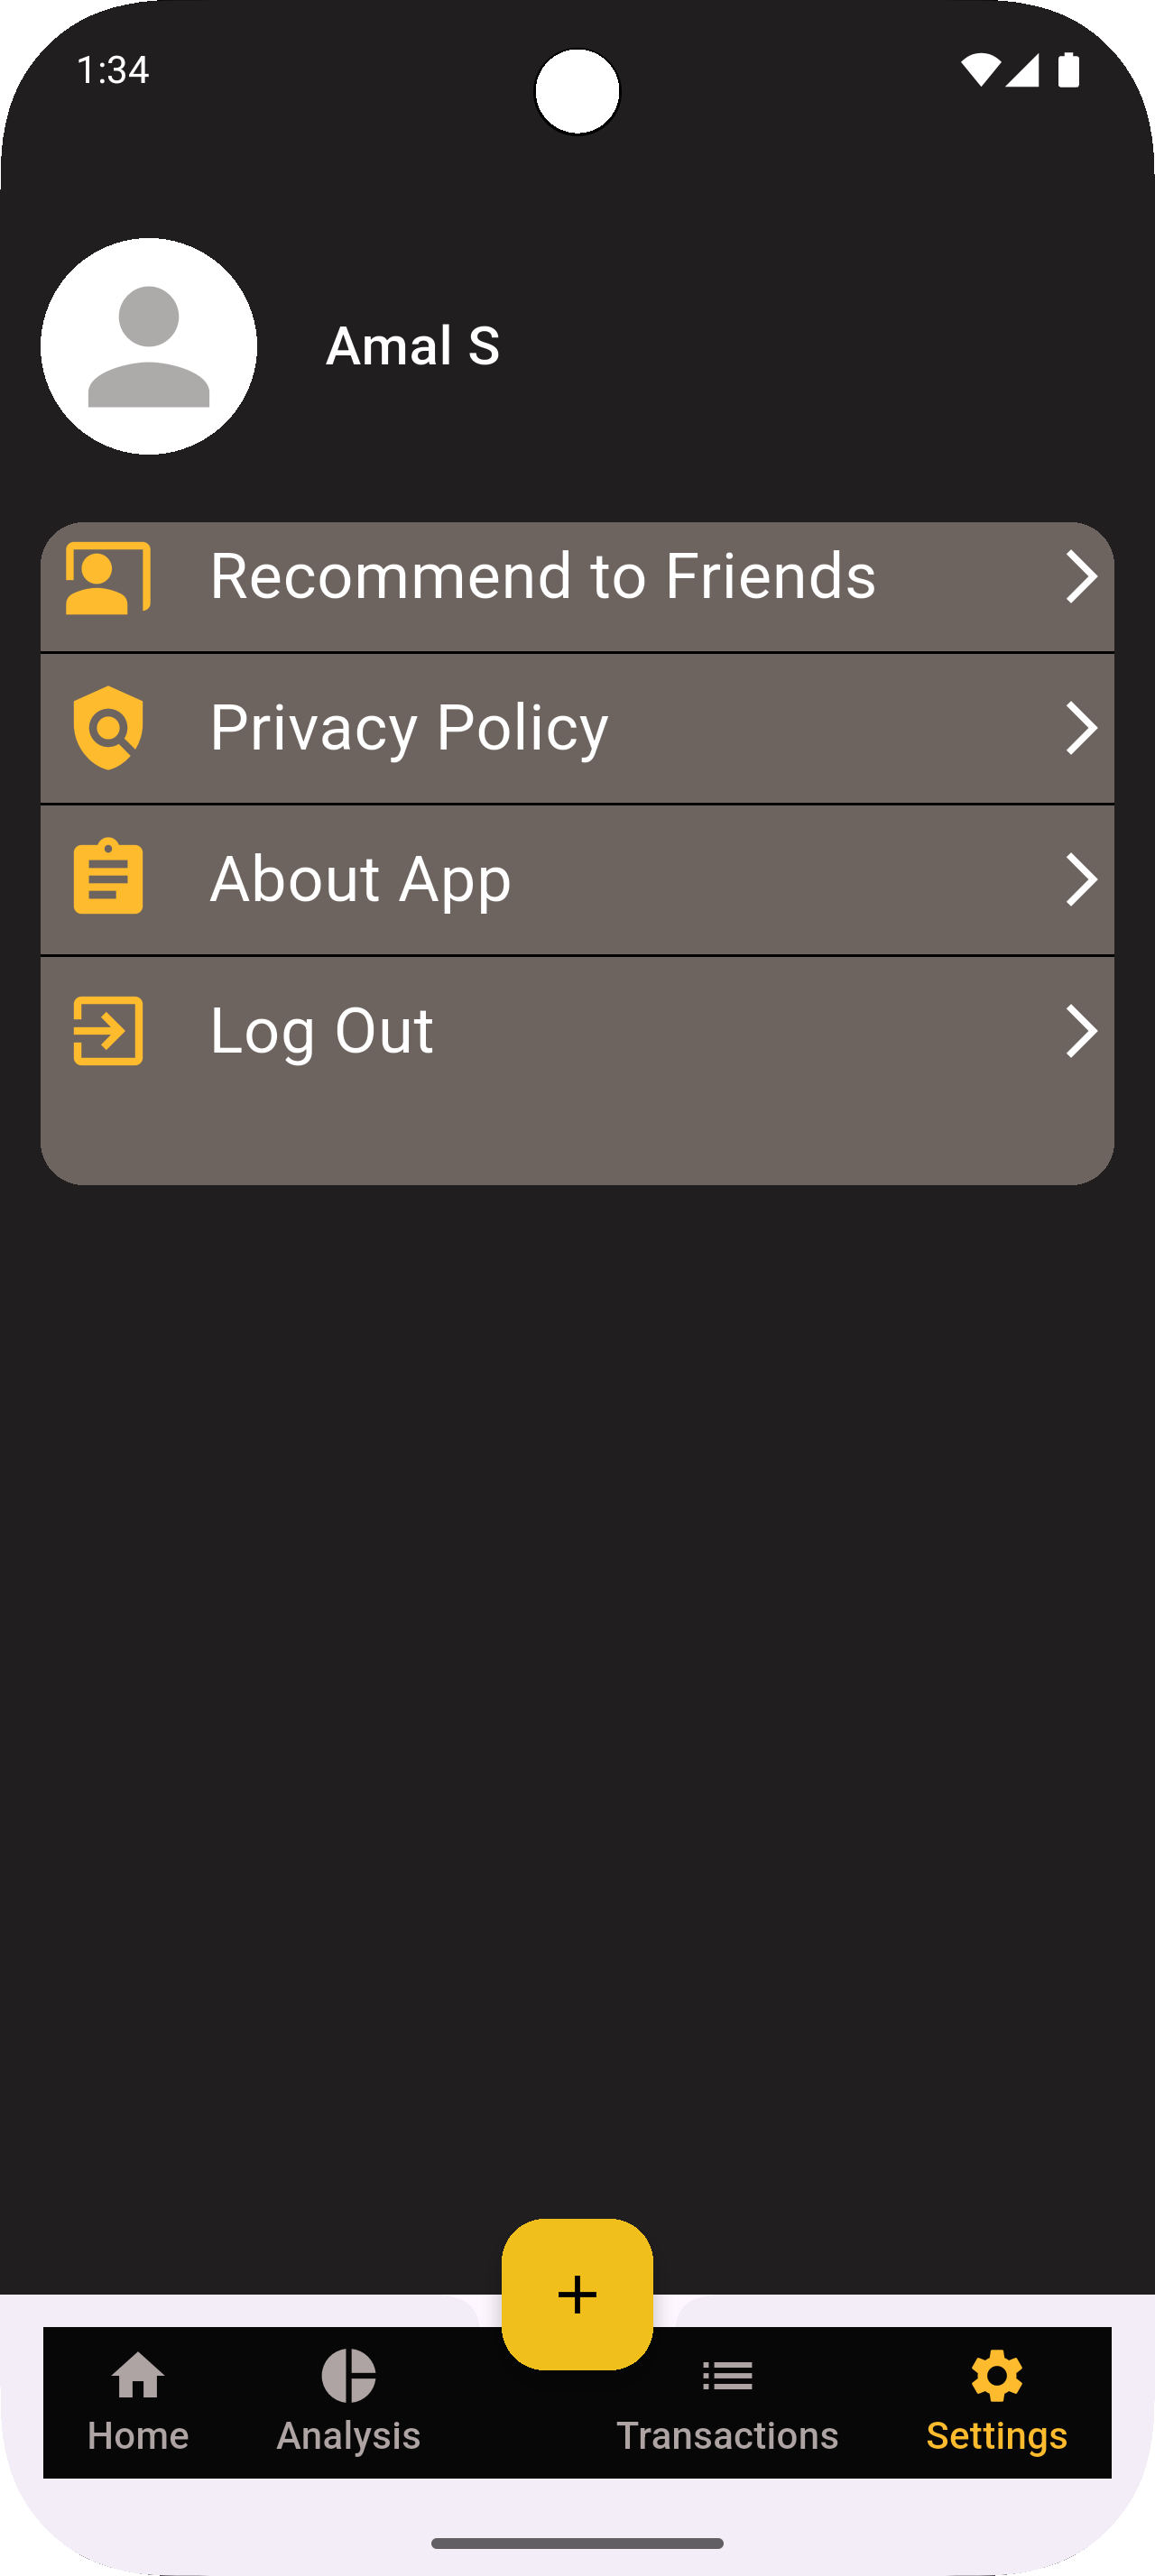 1:34
Amal S
Recommend to Friends
Privacy Policy
About App
Log Out
Home
Analysis
Transactions
Settings